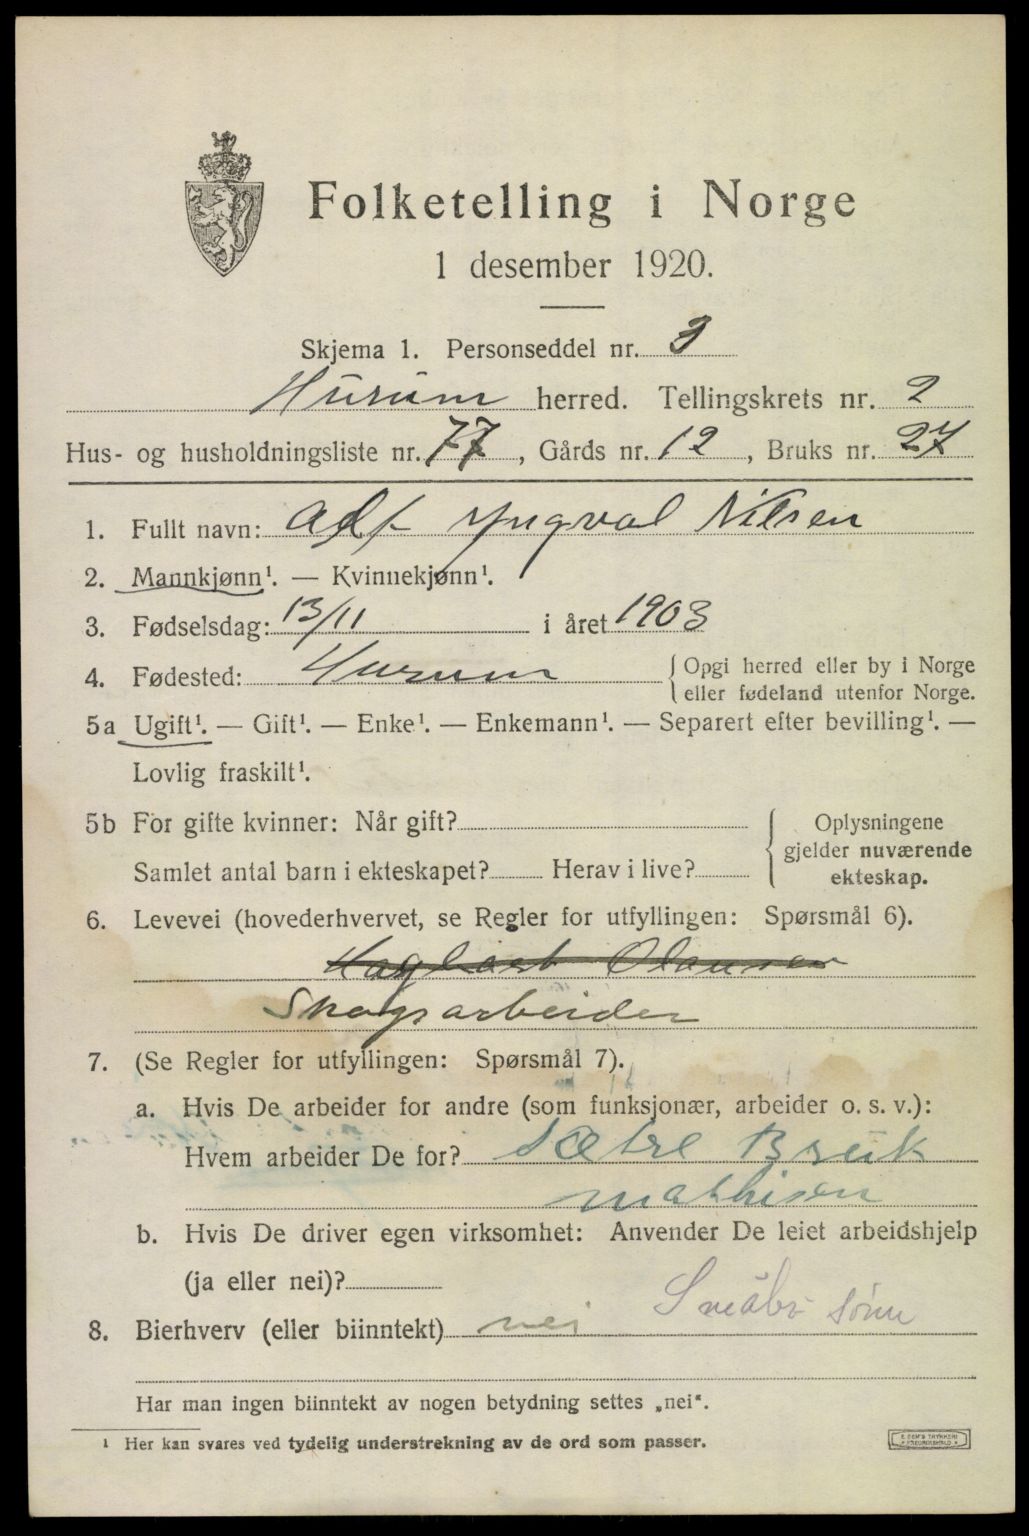 Folketelling i Norge
1 desember 1920.
Skjema 1. Personseddel nr. 3
Hurum herred. Tellingskrets nr. 2
Hus- og husholdningsliste nr. 77, Gårds nr. 12, Bruks nr. 27
1. Fullt navn: Alf Yngval Nilsen
2. Mannkjønn¹. — Kvinnekjønn¹.
3. Fødselsdag: 13/11 i året 1903
4. Fødested: Hurum { Opgi herred eller by i Norge
eller fødeland utenfor Norge.
5a Ugift¹. — Gift¹. — Enke¹. — Enkemann¹. — Separert efter bevilling¹. —
Lovlig fraskilt¹.
5b For gifte kvinner: Når gift? { Oplysningene
gjelder nuværende
Samlet antal barn i ekteskapet? Herav i live? ekteskap.
6. Levevei (hovederhvervet, se Regler for utfyllingen: Spørsmål 6).
Skogsarbeider
7. (Se Regler for utfyllingen: Spørsmål 7).
a. Hvis De arbeider for andre (som funksjonær, arbeider o. s. v.):
Hvem arbeider De for? Sætre Bruk
Mathisen
b. Hvis De driver egen virksomhet: Anvender De leiet arbeidshjelp
(ja eller nei)?
Småbr sønn
8. Bierhverv (eller biinntekt) nei
Har man ingen biinntekt av nogen betydning settes „nei“.
¹ Her kan svares ved tydelig understrekning av de ord som passer.